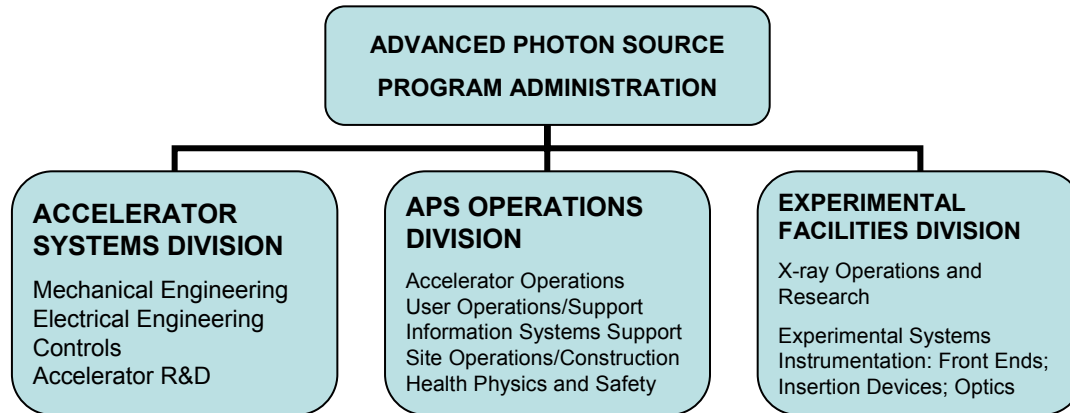 ADVANCED PHOTON SOURCE
PROGRAM ADMINISTRATION
ACCELERATOR
SYSTEMS DIVISION
Mechanical Engineering
Electrical Engineering
Controls
Accelerator R&D
APS OPERATIONS
DIVISION
Accelerator Operations
User Operations/Support
Information Systems Support
Site Operations/Construction
Health Physics and Safety
EXPERIMENTAL
FACILITIES DIVISION
X-ray Operations and
Research
Experimental Systems
Instrumentation: Front Ends;
Insertion Devices; Optics